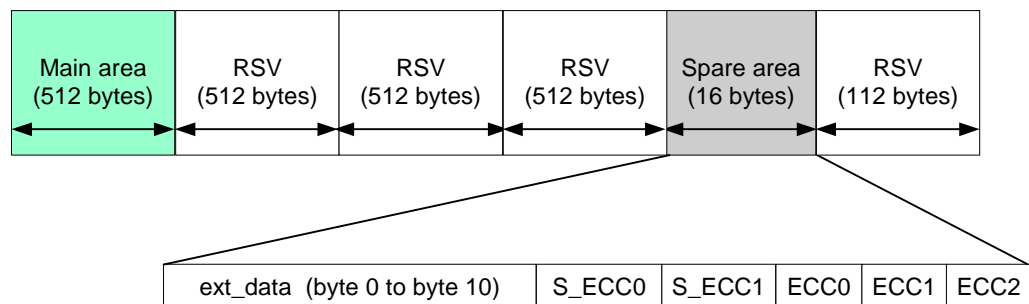 Main area
(512 bytes)
RSV
(512 bytes)
RSV
(512 bytes)
RSV
(512 bytes)
Spare area
(16 bytes)
RSV
(112 bytes)
ext_data (byte 0 to byte 10)
S_ECC0
S_ECC1
ECC0
ECC1
ECC2